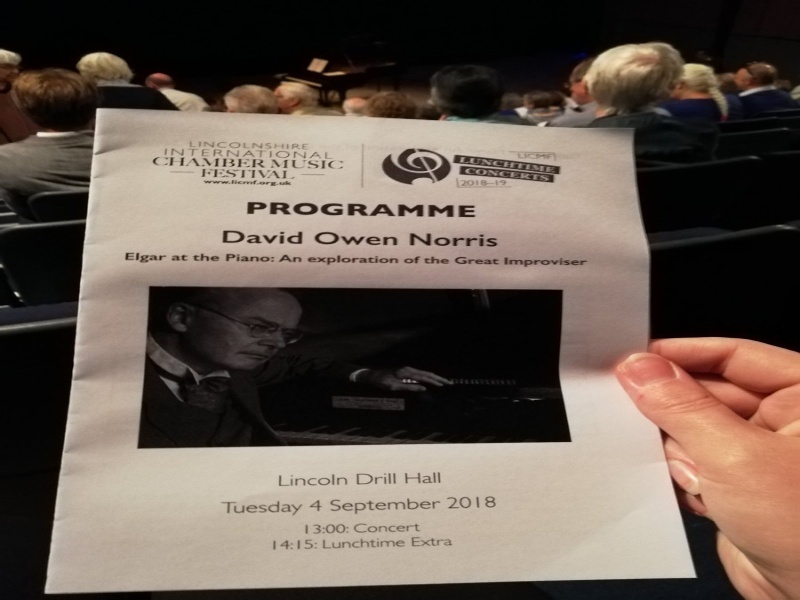 LINCOLNSHIRE
INTERNATIONAL
CHAMBER MUSIC
FESTIVAL
www.licmf.org.uk
LICMF
LUNCHTIME
CONCERTS
2018-19
PROGRAMME
David Owen Norris
Elgar at the Piano: An exploration of the Great Improviser
Lincoln Drill Hall
Tuesday 4 September 2018
13:00: Concert
14:15: Lunchtime Extra